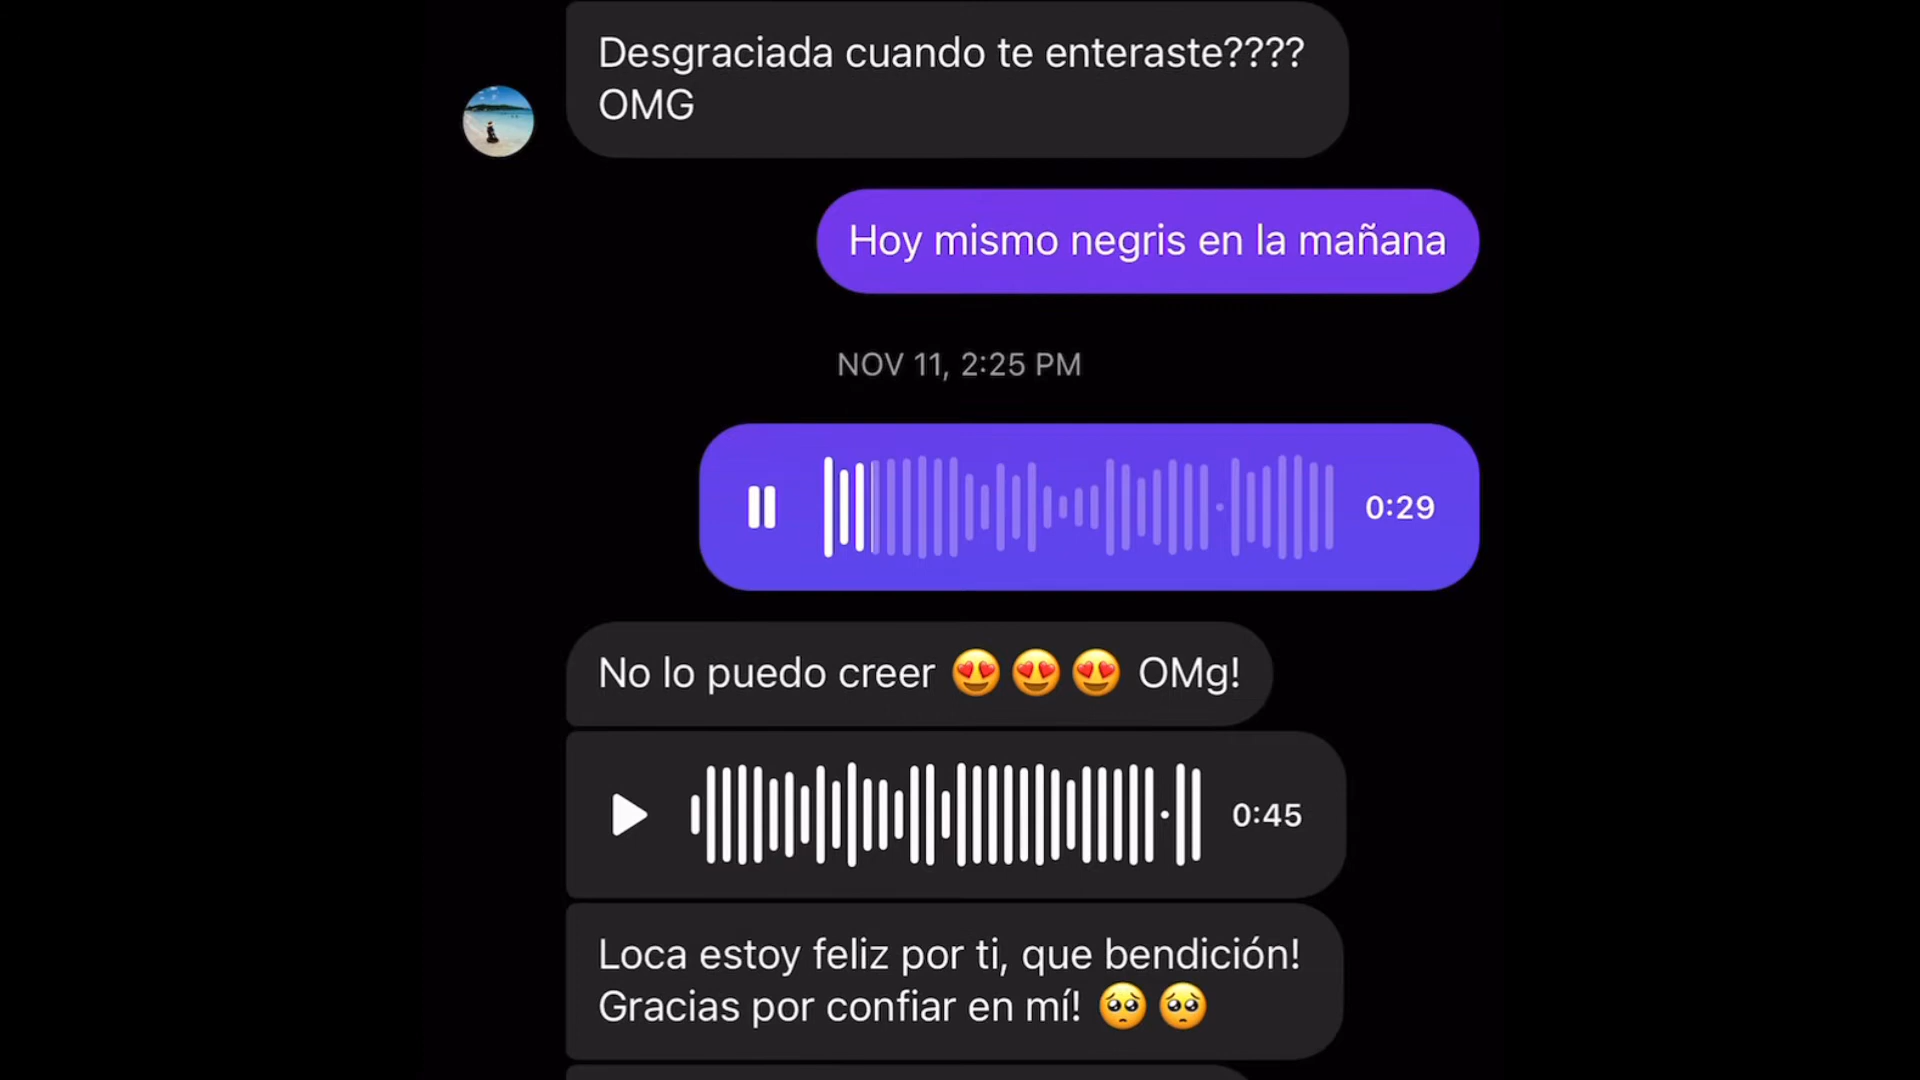 Desgraciada cuando te enteraste????
OMG
Hoy mismo negris en la mañana
NOV 11, 2:25 PM
0:29
No lo puedo creer 😍😍😍 OMg!
0:45
Loca estoy feliz por ti, que bendición!
Gracias por confiar en mí! 🥺🥺